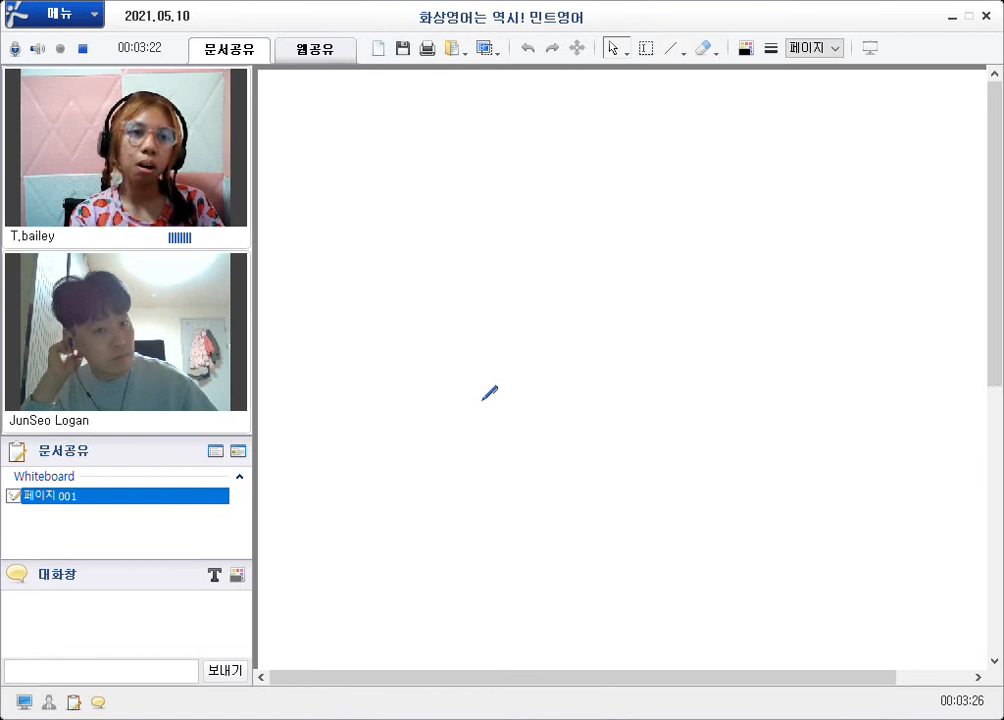 메뉴
2021.05.10
화상영어는 역시! 민트영어
00:03:22
문서공유
웹공유
페이지
T.bailey
JunSeo Logan
문서공유
Whiteboard
페이지 001
대화창
T
보내기
00:03:26